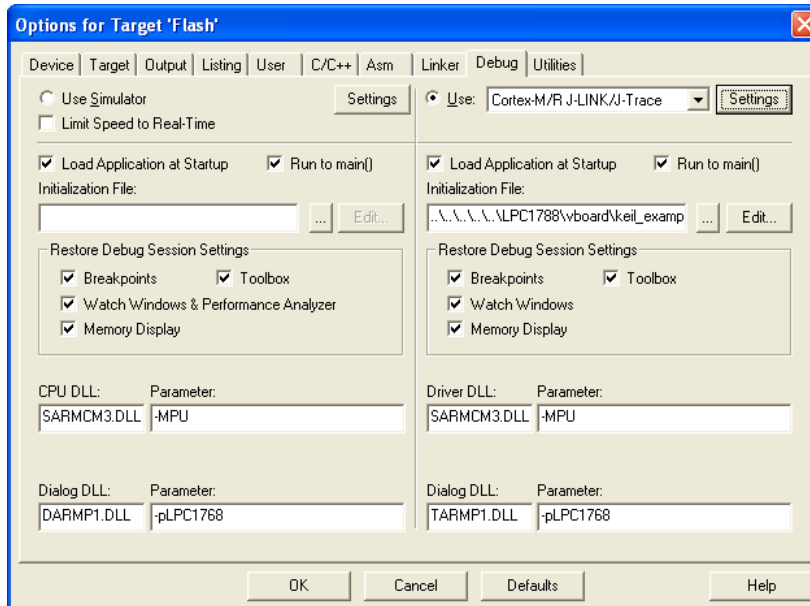 Options for Target 'Flash'
Device Target Output Listing User C/C++ Asm Linker Debug Utilities
Use Simulator Settings
Limit Speed to Real-Time
Use: Cortex-M/R J-LINK/J-Trace Settings
Load Application at Startup Run to main()
Initialization File:
... Edit...
Restore Debug Session Settings
Breakpoints Toolbox
Watch Windows & Performance Analyzer
Memory Display
Load Application at Startup Run to main()
Initialization File:
..\..\..\..\..\LPC1788\vboard\keil_examp ... Edit...
Restore Debug Session Settings
Breakpoints Toolbox
Watch Windows
Memory Display
CPU DLL: Parameter:
SARMCM3.DLL -MPU
Driver DLL: Parameter:
SARMCM3.DLL -MPU
Dialog DLL: Parameter:
DARMP1.DLL -pLPC1768
Dialog DLL: Parameter:
TARMP1.DLL -pLPC1768
OK Cancel Defaults Help